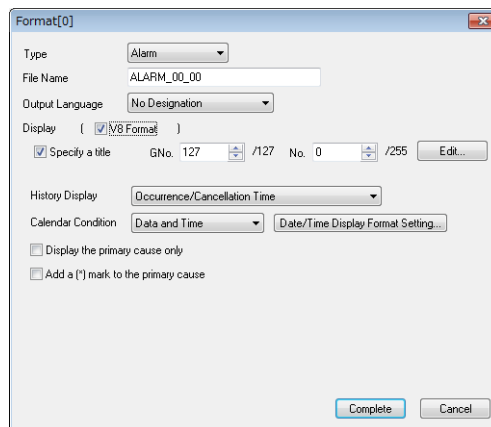 Format[0]
Type Alarm
File Name ALARM_00_00
Output Language No Designation
Display ( V8 Format )
Specify a title GNo. 127 /127 No. 0 /255 Edit...
History Display Occurrence/Cancellation Time
Calendar Condition Data and Time Date/Time Display Format Setting...
Display the primary cause only
Add a (*) mark to the primary cause
Complete Cancel